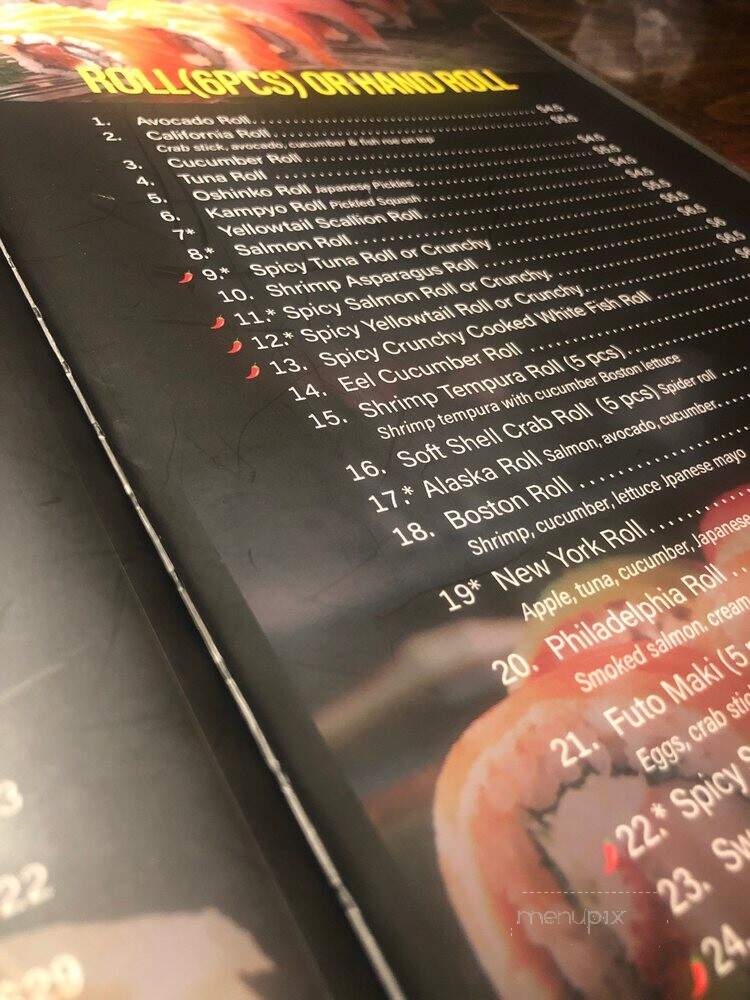 ROLL(6PCS) OR HAND ROLL
1. Avocado Roll
2. California Roll
Crab stick, avocado, cucumber & fish roe on top
3. Cucumber Roll
4. Tuna Roll
5. Oshinko Roll Japanese Pickles
6. Kampyo Roll Pickled Squash
7* Yellowtail Scallion Roll
8.* Salmon Roll
9.* Spicy Tuna Roll or Crunchy
10. Shrimp Asparagus Roll
11.* Spicy Salmon Roll or Crunchy
12.* Spicy Yellowtail Roll or Crunchy
13. Spicy Crunchy Cooked White Fish Roll
14. Eel Cucumber Roll
15. Shrimp Tempura Roll (5 pcs)
Shrimp tempura with cucumber Boston lettuce
16. Soft Shell Crab Roll (5 pcs) Spider roll
17.* Alaska Roll Salmon, avocado, cucumber
18. Boston Roll
Shrimp, cucumber, lettuce Jpanese mayo
19* New York Roll
Apple, tuna, cucumber, Japanese
20. Philadelphia Roll
Smoked salmon, cream
21. Futo Maki (5
Eggs, crab stic
22.* Spicy S
23. Sw
24.
22
$29
menupix